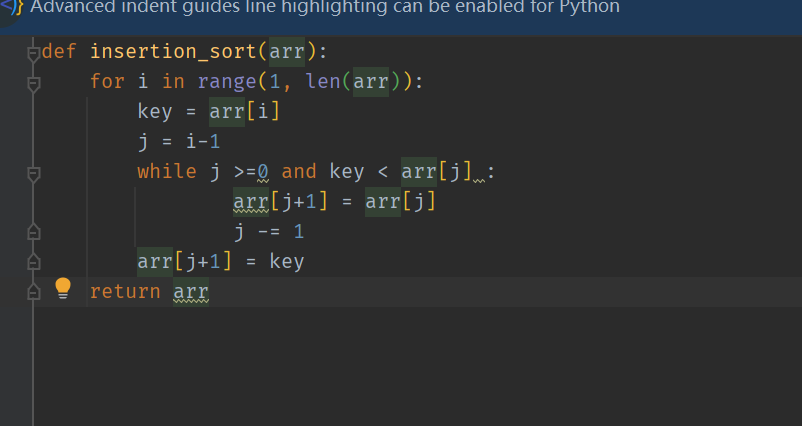 <)} Advanced indent guides line highlighting can be enabled for Python
def insertion_sort(arr):
    for i in range(1, len(arr)):
        key = arr[i]
        j = i-1
        while j >=0 and key < arr[j] :
                arr[j+1] = arr[j]
                j -= 1
        arr[j+1] = key
    return arr